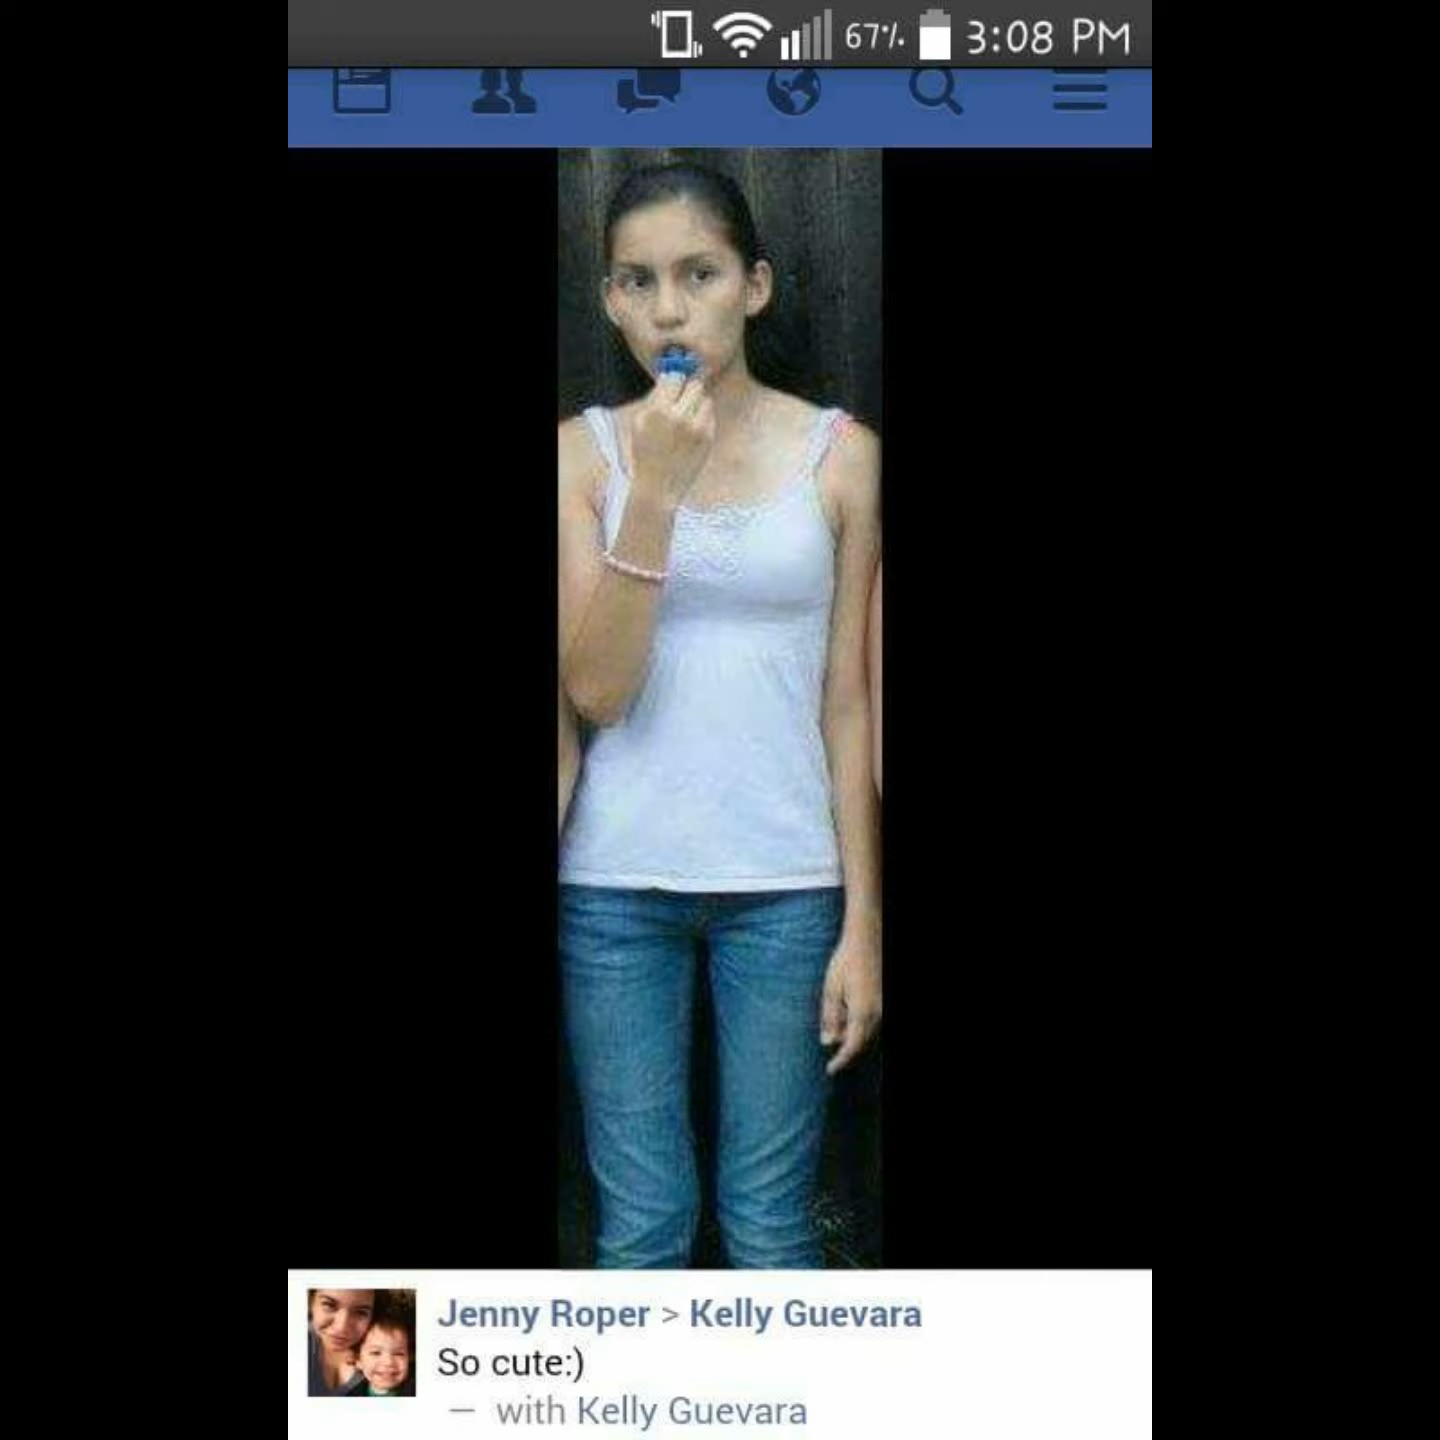 67% 3:08 PM
Jenny Roper > Kelly Guevara
So cute:)
— with Kelly Guevara